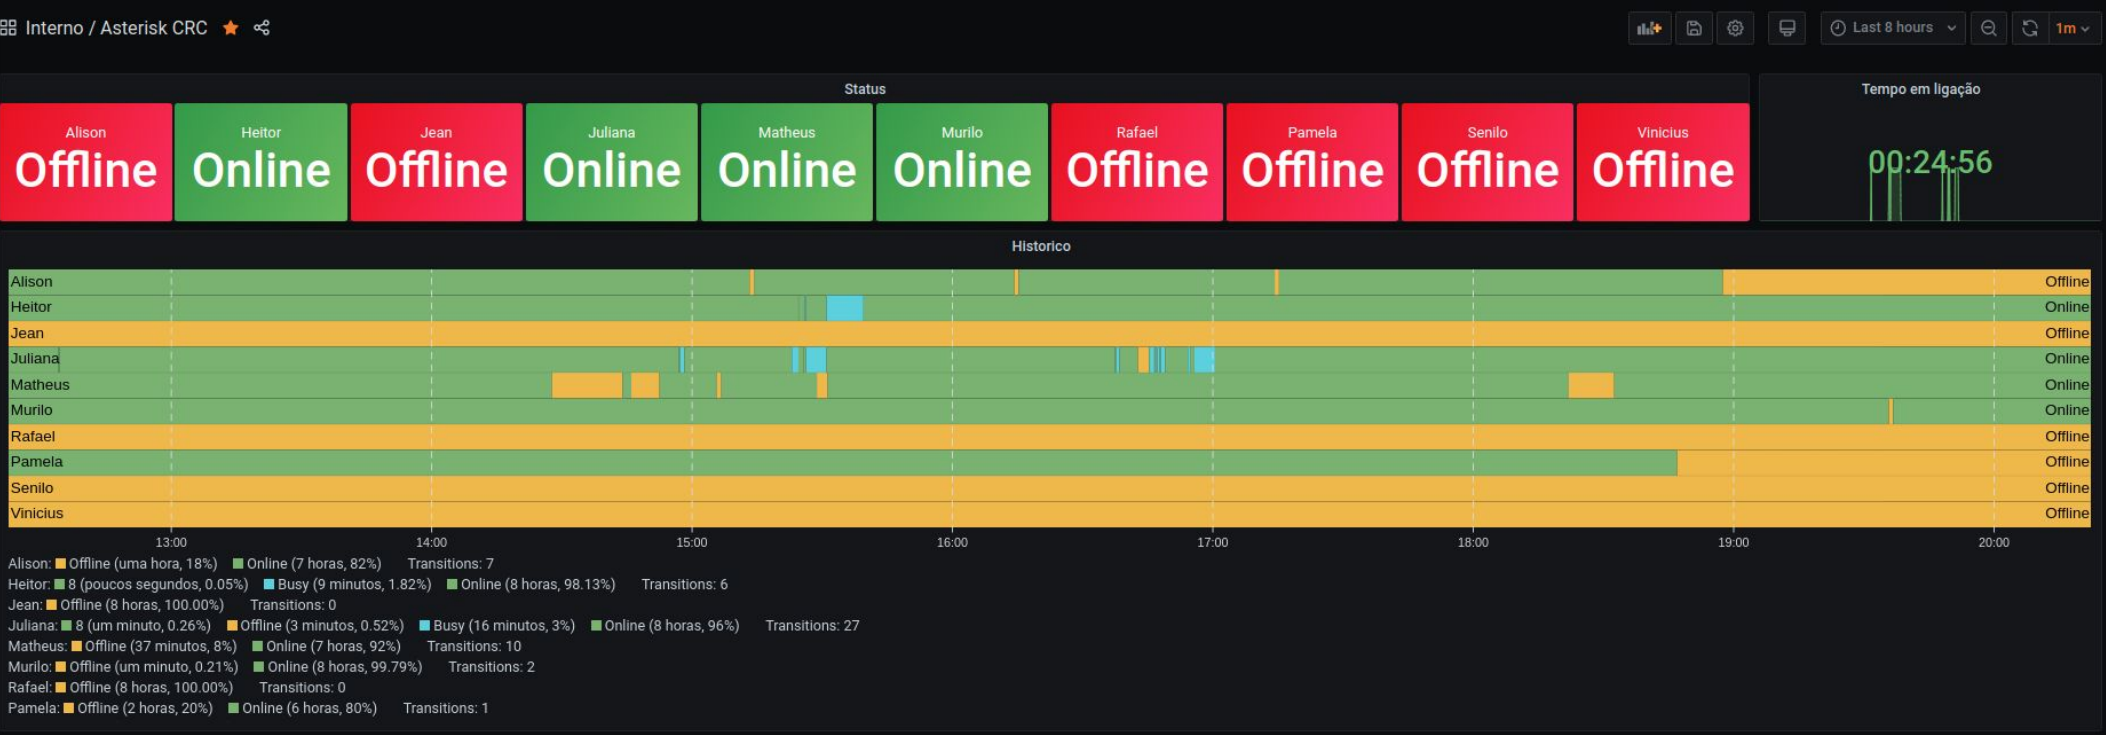 Interno / Asterisk CRC
Last 8 hours
1m
Status
Tempo em ligação
Alison
Offline
Heitor
Online
Jean
Offline
Juliana
Online
Matheus
Online
Murilo
Online
Rafael
Offline
Pamela
Offline
Senilo
Offline
Vinicius
Offline
00:24:56
Historico
Alison Offline
Heitor Online
Jean Offline
Juliana Online
Matheus Online
Murilo Online
Rafael Offline
Pamela Offline
Senilo Offline
Vinicius Offline
13:00 14:00 15:00 16:00 17:00 18:00 19:00 20:00
Alison: Offline (uma hora, 18%) Online (7 horas, 82%) Transitions: 7
Heitor: 8 (poucos segundos, 0.05%) Busy (9 minutos, 1.82%) Online (8 horas, 98.13%) Transitions: 6
Jean: Offline (8 horas, 100.00%) Transitions: 0
Juliana: 8 (um minuto, 0.26%) Offline (3 minutos, 0.52%) Busy (16 minutos, 3%) Online (8 horas, 96%) Transitions: 27
Matheus: Offline (37 minutos, 8%) Online (7 horas, 92%) Transitions: 10
Murilo: Offline (um minuto, 0.21%) Online (8 horas, 99.79%) Transitions: 2
Rafael: Offline (8 horas, 100.00%) Transitions: 0
Pamela: Offline (2 horas, 20%) Online (6 horas, 80%) Transitions: 1